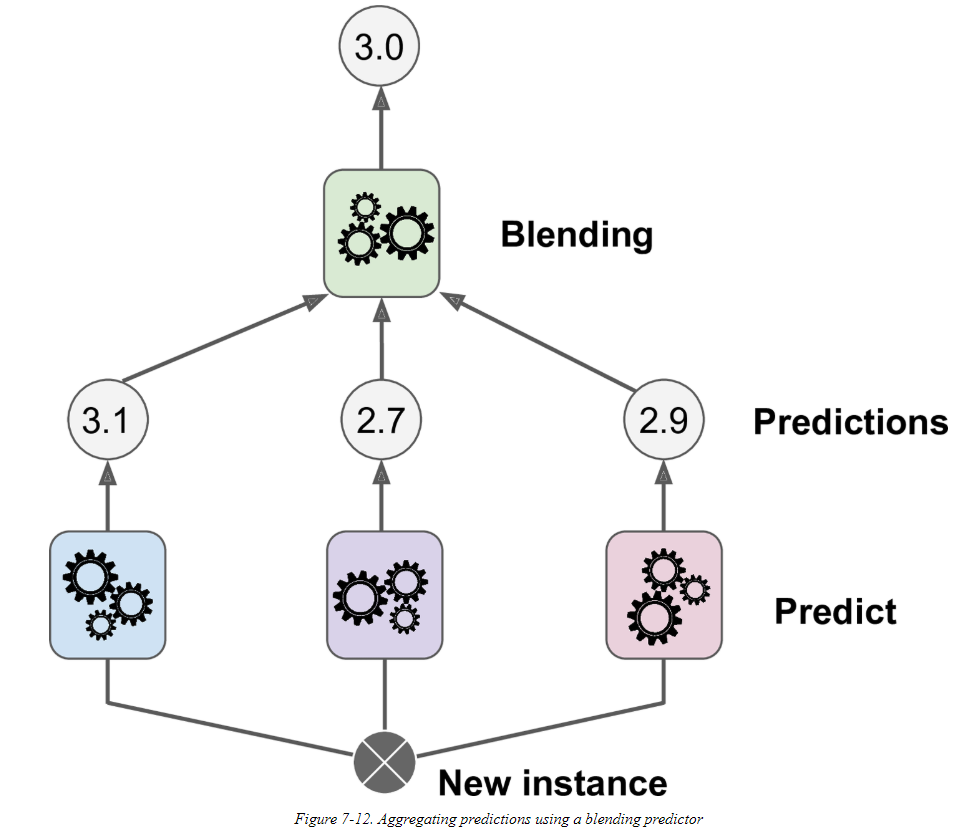 3.0
Blending
3.1
2.7
2.9
Predictions
Predict
New instance
Figure 7-12. Aggregating predictions using a blending predictor